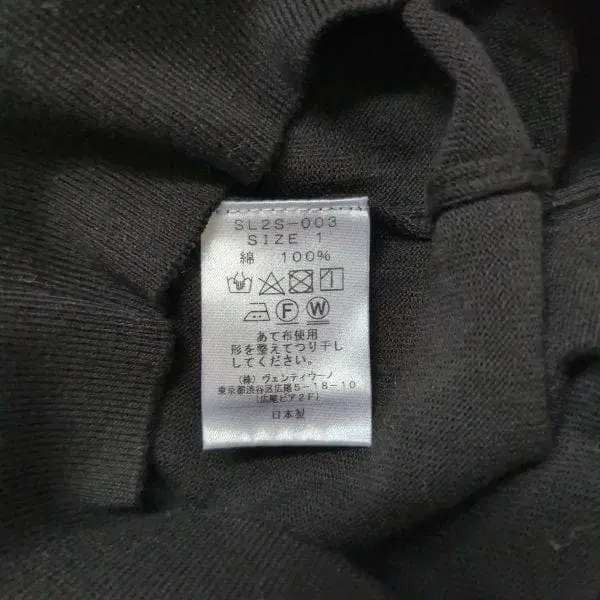 SL2S-003
SIZE:1
綿 100%
F W
あて布使用
形を整えてつり干し
してください。
(株)ヴェンティウーノ
東京都渋谷区広尾5-18-10
(広尾ピア2F)
日本製